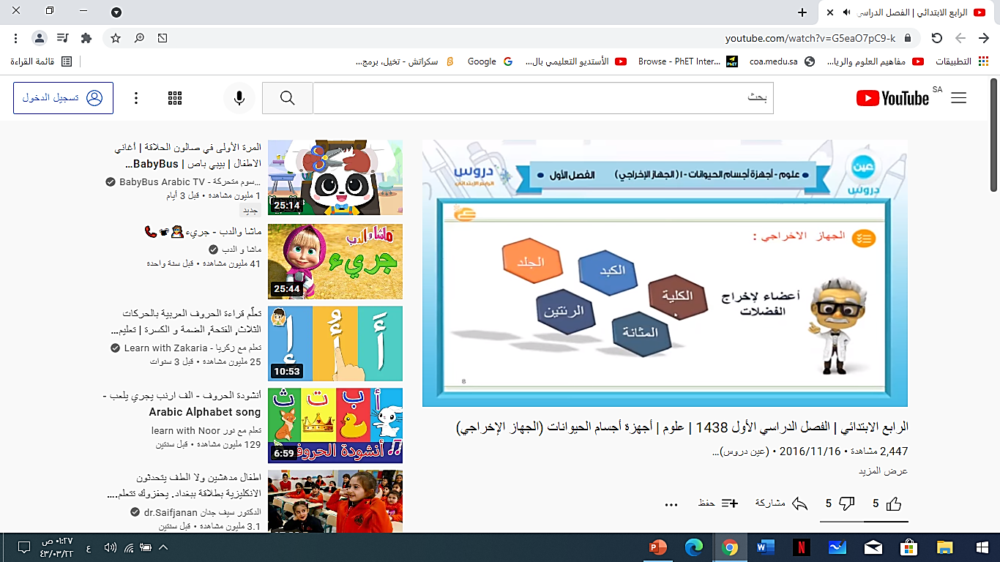 الرابع الابتدائي | الفصل الدراسي
youtube.com/watch?v=G5eaO7pC9-k
التطبيقات
مفاهيم العلوم والريا...
coa.medu.sa
Browse - PhET Inter...
الأستديو التعليمي بال...
Google
سكراتش - تخيل، برمج...
قائمة القراءة
YouTube SA
بحث
تسجيل الدخول
عين
دروس
علوم - أجهزة أجسام الحيوانات - ١ ( الجهاز الإخراجي )
الفصل الأول
دروس
الرابع الابتدائي
الجهاز الاخراجي :
الجلد
الكبد
الكلية
الرئتين
المثانة
أعضاء لإخراج
الفضلات
8
الرابع الابتدائي | الفصل الدراسي الأول 1438 | علوم | أجهزة أجسام الحيوانات (الجهاز الإخراجي)
2,447 مشاهدة • 2016/11/16 • (عين دروس)...
عرض المزيد
5
5
مشاركة
حفظ
المرة الأولى في صالون الحلاقة | أغاني
الاطفال | بيبي باص | BabyBus...
BabyBus Arabic TV - رسوم متحركة...
1 مليون مشاهدة • قبل 3 أيام
جديد
25:14
ماشا والدب
جريء
25:44
ماشا والدب - جريء
ماشا و الدب
41 مليون مشاهدة • قبل سنة واحدة
أَ
أُ
إِ
10:53
تعلَّم قراءة الحروف العربية بالحركات
الثلاث, الفتحة, الضمة و الكسرة | تعليم...
Learn with Zakaria - تعلم مع زكريا
25 مليون مشاهدة • قبل 3 سنوات
أ
ب
ت
ث
أنشودة الحروف
6:59
أنشودة الحروف - الف ارنب يجري يلعب -
Arabic Alphabet song
learn with Noor تعلم مع نور
129 مليون مشاهدة • قبل سنتين
اطفال مدهشين ولا الطف يتحدثون
الانكليزية بطلاقة ببغداد. يحفزوك تتعلم....
dr.Saifjanan الدكتور سيف جنان
3.1 مليون مشاهدة • قبل سنتين
ع
٠١:٢٧ ص
٤٣/٠٣/٢٢